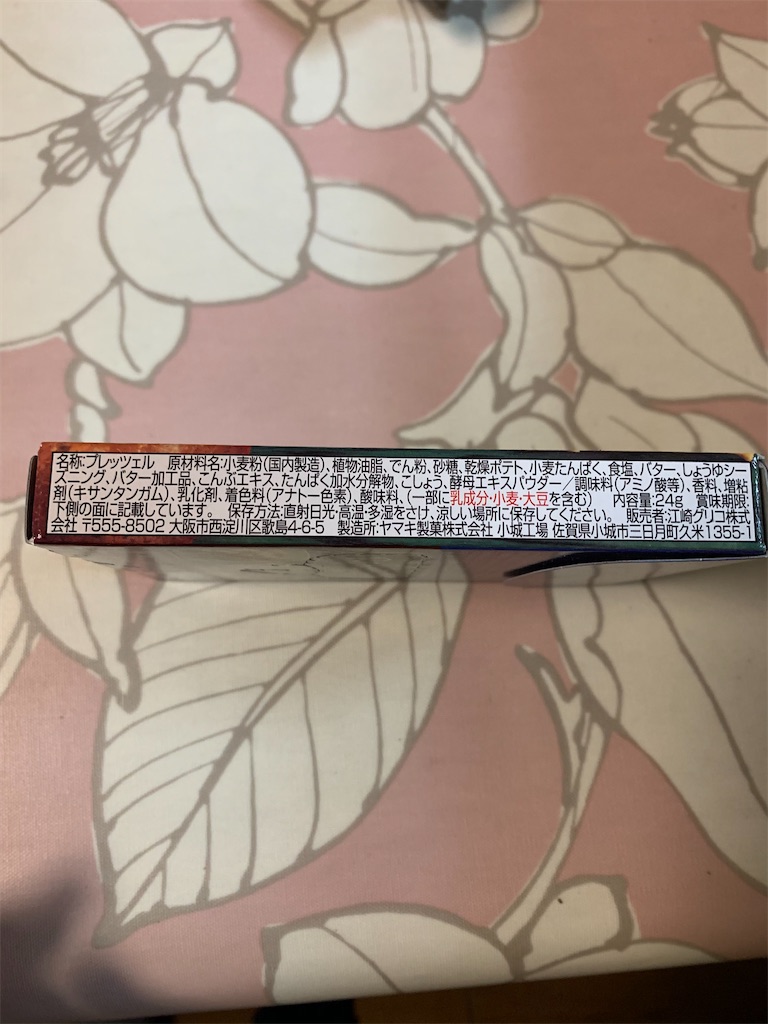 名称:プレッツェル 原材料名:小麦粉(国内製造)、植物油脂、でん粉、砂糖、乾燥ポテト、小麦たんぱく、食塩、バター、しょうゆシー
ズニング、バター加工品、こんぶエキス、たんぱく加水分解物、こしょう、酵母エキスパウダー/調味料(アミノ酸等)、香料、増粘
剤(キサンタンガム)、乳化剤、着色料(アナトー色素)、酸味料、(一部に乳成分・小麦・大豆を含む) 内容量:24g 賞味期限:
下側の面に記載しています。 保存方法:直射日光・高温・多湿をさけ、涼しい場所に保存してください。 販売者:江崎グリコ株式
会社 〒555-8502 大阪市西淀川区歌島4-6-5 製造所:ヤマキ製菓株式会社 小城工場 佐賀県小城市三日月町久米1355-